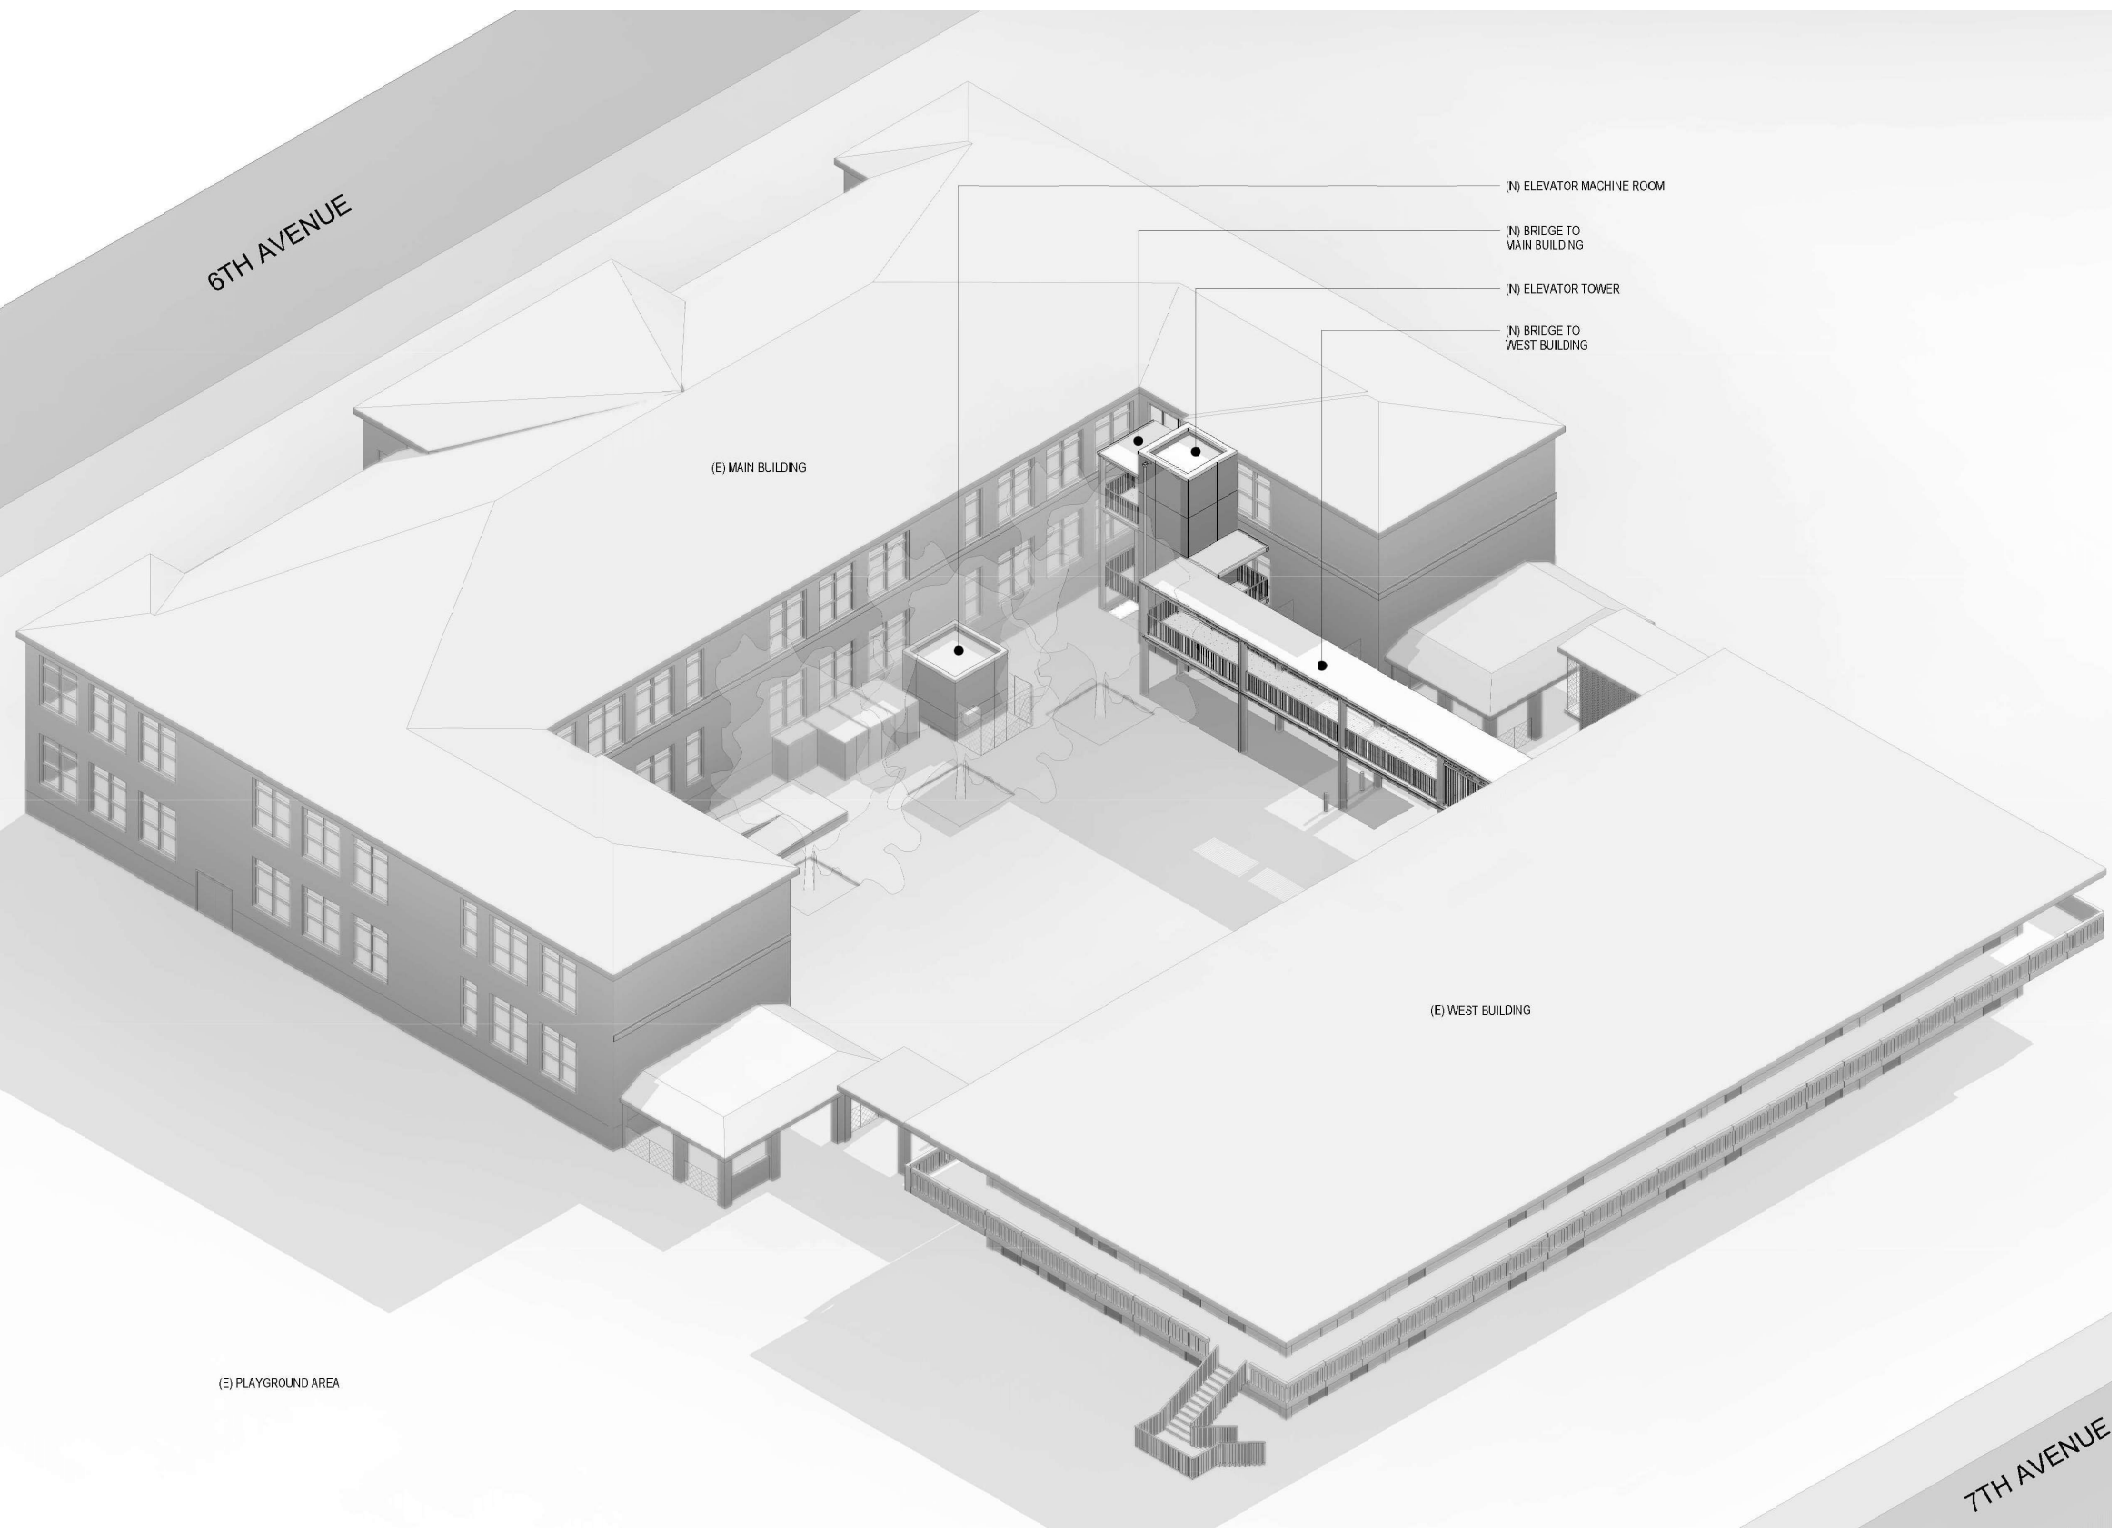 6TH AVENUE
(N) ELEVATOR MACHINE ROOM
(N) BRIDGE TO
MAIN BUILDING
(N) ELEVATOR TOWER
(N) BRIDGE TO
WEST BUILDING
(E) MAIN BUILDING
(E) WEST BUILDING
(E) PLAYGROUND AREA
7TH AVENUE